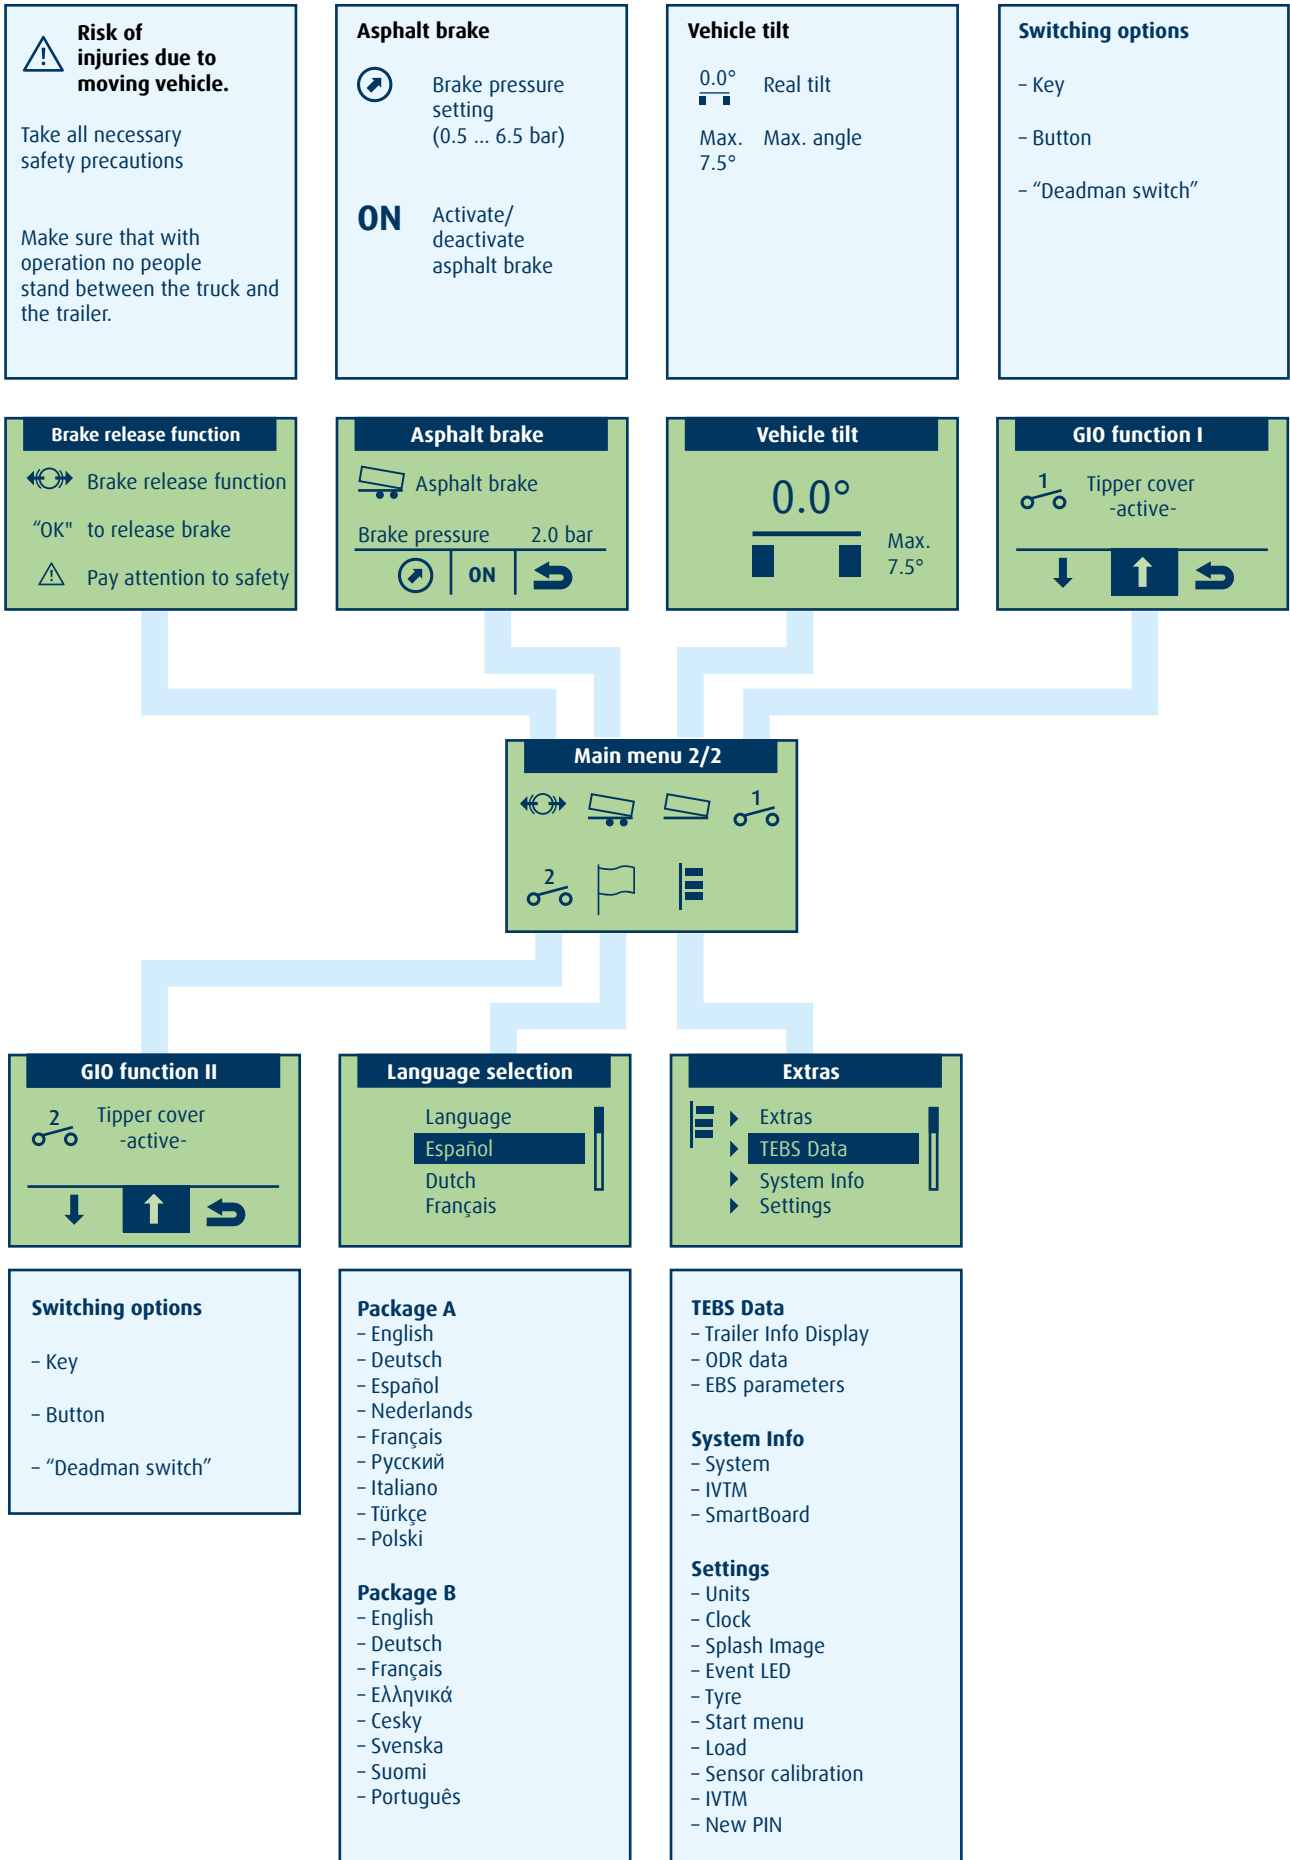 Risk of
injuries due to
moving vehicle.
Take all necessary
safety precautions
Make sure that with
operation no people
stand between the truck and
the trailer.
Asphalt brake
Brake pressure
setting
(0.5 ... 6.5 bar)
ON
Activate/
deactivate
asphalt brake
Vehicle tilt
0.0° Real tilt
Max. Max. angle
7.5°
Switching options
– Key
– Button
– “Deadman switch”
Brake release function
Brake release function
“OK" to release brake
Pay attention to safety
Asphalt brake
Asphalt brake
Brake pressure 2.0 bar
ON
Vehicle tilt
0.0°
Max.
7.5°
GIO function I
1 Tipper cover
-active-
Main menu 2/2
1
2
GIO function II
2 Tipper cover
-active-
Language selection
Language
Español
Dutch
Français
Extras
Extras
TEBS Data
System Info
Settings
Switching options
– Key
– Button
– “Deadman switch”
Package A
– English
– Deutsch
– Español
– Nederlands
– Français
– Русский
– Italiano
– Türkçe
– Polski
Package B
– English
– Deutsch
– Français
– Ελληνικά
– Cesky
– Svenska
– Suomi
– Português
TEBS Data
– Trailer Info Display
– ODR data
– EBS parameters
System Info
– System
– IVTM
– SmartBoard
Settings
– Units
– Clock
– Splash Image
– Event LED
– Tyre
– Start menu
– Load
– Sensor calibration
– IVTM
– New PIN